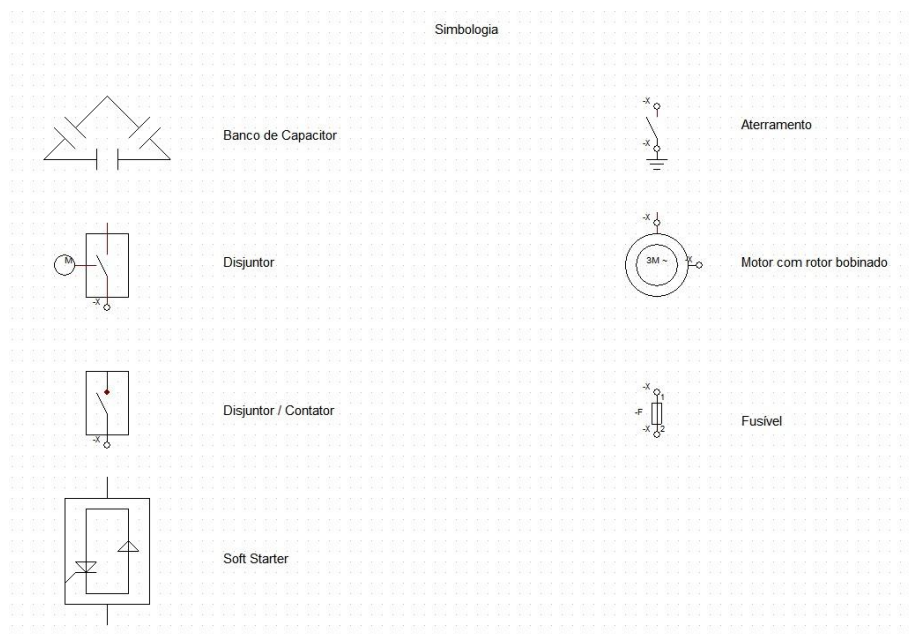 Simbologia
Banco de Capacitor
-X
-X
Aterramento
M
-X
Disjuntor
-X
3M ~
-X
Motor com rotor bobinado
-X
Disjuntor / Contator
-X
1
-F
-X
2
Fusível
Soft Starter